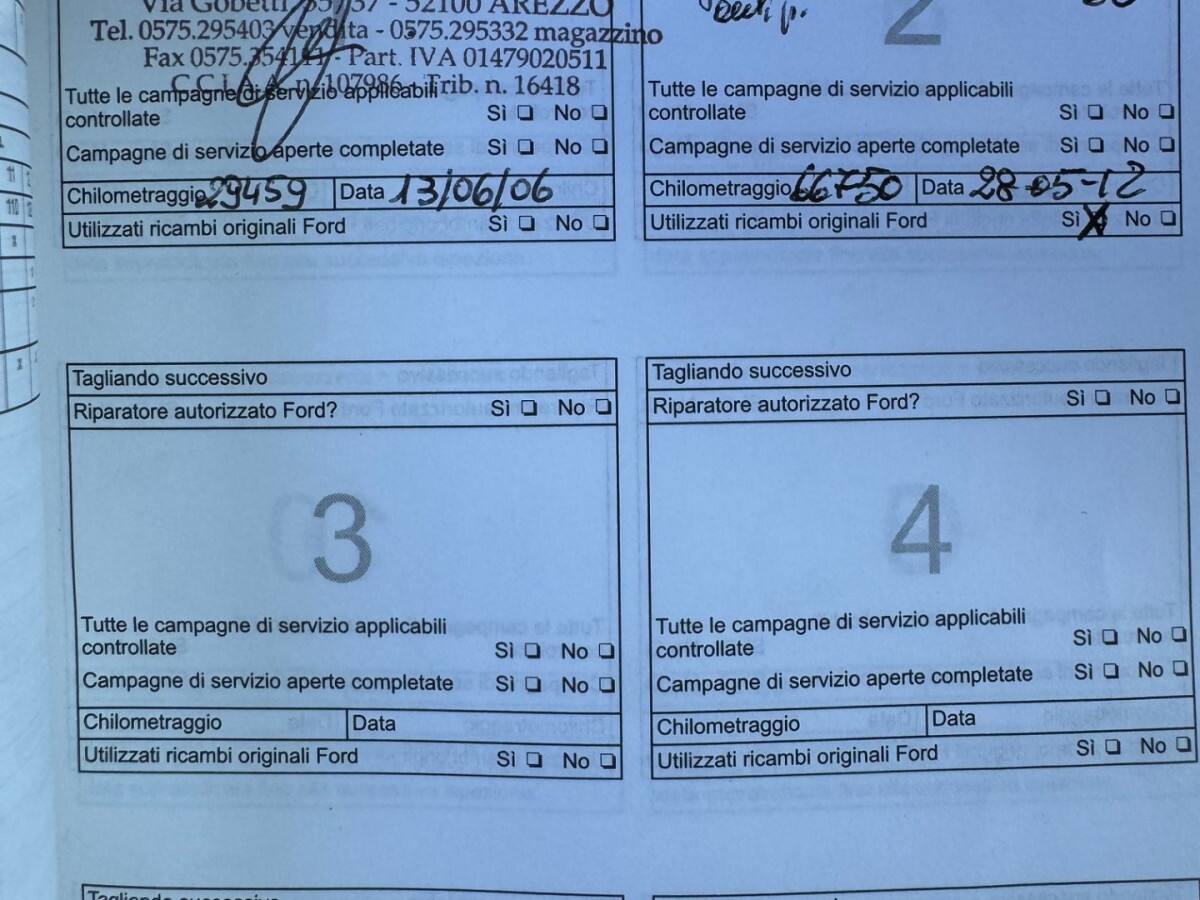 Via Gobetti, 35/37 - 52100 AREZZO
Tel. 0575.295403 vendita - 0575.295332 magazzino
Fax 0575.354111 - Part. IVA 01479020511
C.C.I.A.A. n. 107986 - Trib. n. 16418
Tutte le campagne di servizio applicabili
controllate Sì ❏ No ❏
Campagne di servizio aperte completate Sì ❏ No ❏
Chilometraggio 29459 Data 13/06/06
Utilizzati ricambi originali Ford Sì ❏ No ❏
2
Tutte le campagne di servizio applicabili
controllate Sì ❏ No ❏
Campagne di servizio aperte completate Sì ❏ No ❏
Chilometraggio 66750 Data 28-05-12
Utilizzati ricambi originali Ford Sì X No ❏
Tagliando successivo
Riparatore autorizzato Ford? Sì ❏ No ❏
3
Tutte le campagne di servizio applicabili
controllate Sì ❏ No ❏
Campagne di servizio aperte completate Sì ❏ No ❏
Chilometraggio Data
Utilizzati ricambi originali Ford Sì ❏ No ❏
Tagliando successivo
Riparatore autorizzato Ford? Sì ❏ No ❏
4
Tutte le campagne di servizio applicabili
controllate Sì ❏ No ❏
Campagne di servizio aperte completate Sì ❏ No ❏
Chilometraggio Data
Utilizzati ricambi originali Ford Sì ❏ No ❏
Tagliando successivo